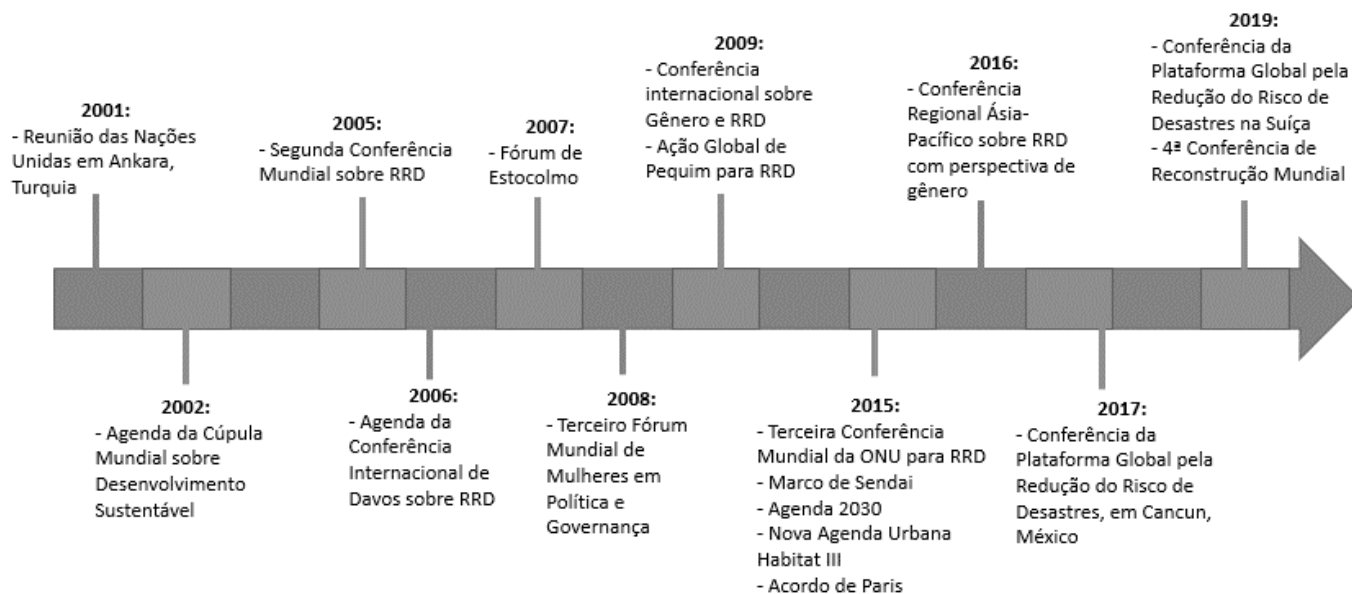 2001:
- Reunião das Nações
Unidas em Ankara,
Turquia
2002:
- Agenda da Cúpula
Mundial sobre
Desenvolvimento
Sustentável
2005:
- Segunda Conferência
Mundial sobre RRD
2006:
- Agenda da
Conferência
Internacional de
Davos sobre RRD
2007:
- Fórum de
Estocolmo
2008:
- Terceiro Fórum
Mundial de
Mulheres em
Política e
Governança
2009:
- Conferência
internacional sobre
Gênero e RRD
- Ação Global de
Pequim para RRD
2015:
- Terceira Conferência
Mundial da ONU para RRD
- Marco de Sendai
- Agenda 2030
- Nova Agenda Urbana
Habitat III
- Acordo de Paris
2016:
- Conferência
Regional Ásia-
Pacífico sobre RRD
com perspectiva de
gênero
2017:
- Conferência da
Plataforma Global pela
Redução do Risco de
Desastres, em Cancun,
México
2019:
- Conferência da
Plataforma Global pela
Redução do Risco de
Desastres na Suíça
- 4ª Conferência de
Reconstrução Mundial